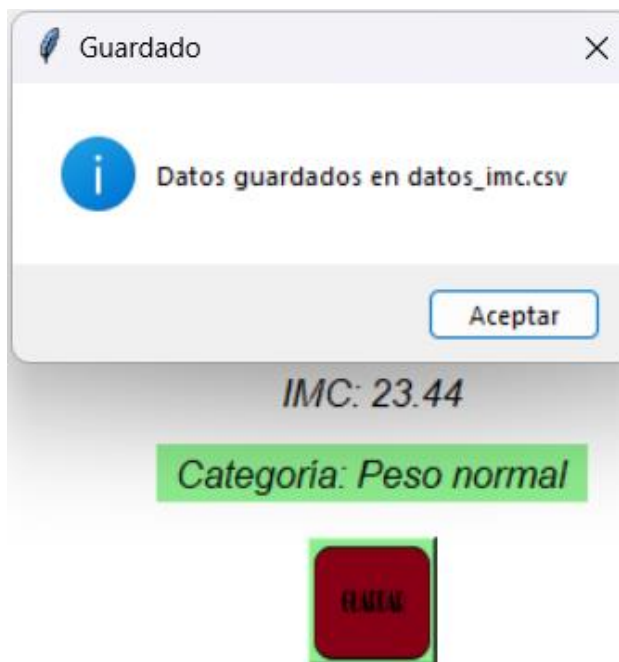 Guardado
Datos guardados en datos_imc.csv
Aceptar
IMC: 23.44
Categoría: Peso normal